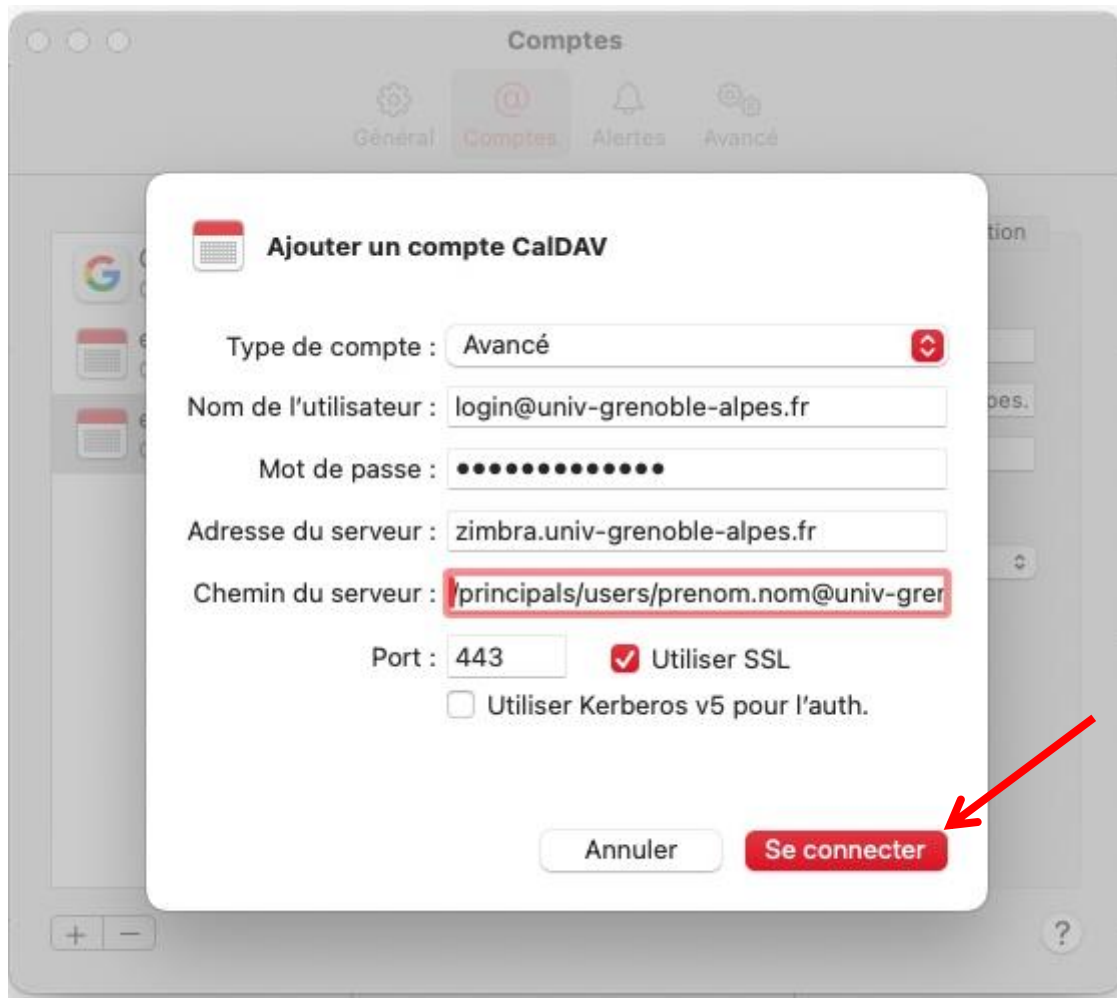 Comptes
Général Comptes Alertes Avancé
Ajouter un compte CalDAV
tion
Type de compte : Avancé
Nom de l'utilisateur : login@univ-grenoble-alpes.fr
pes.
Mot de passe : •••••••••••••
Adresse du serveur : zimbra.univ-grenoble-alpes.fr
Chemin du serveur : /principals/users/prenom.nom@univ-gren
Port : 443 Utiliser SSL
Utiliser Kerberos v5 pour l'auth.
Annuler Se connecter
+ − ?